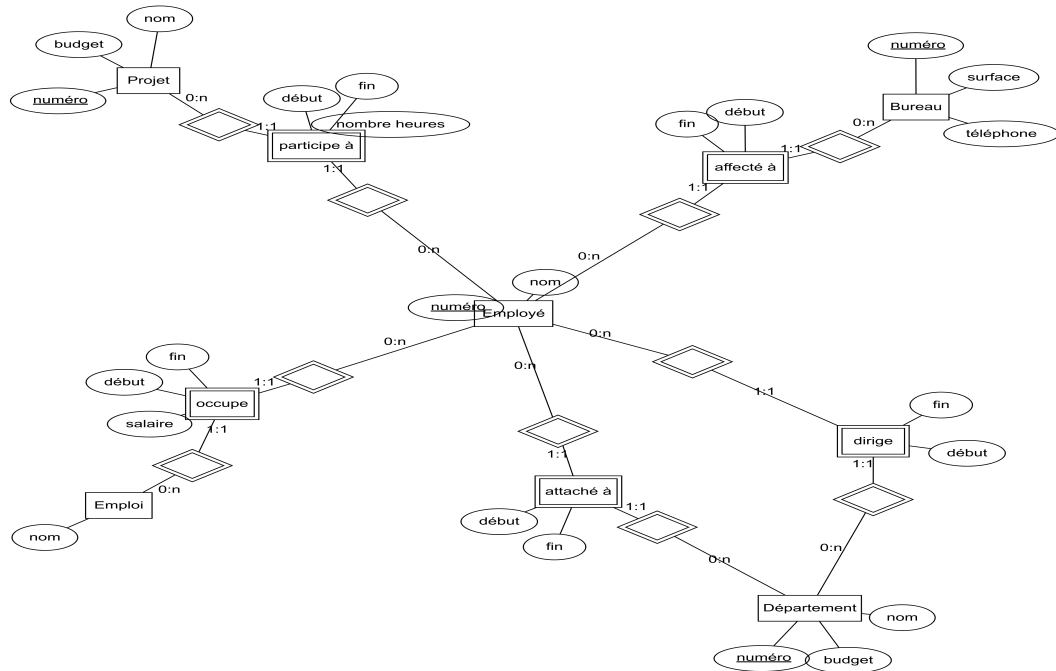 nom
budget
Projet
numéro
0:n
1:1
début
fin
nombre heures
participe à
1:1
0:n
numéro
surface
Bureau
téléphone
0:n
1:1
fin
début
affecté à
1:1
0:n
nom
numéro
Employé
0:n
0:n
0:n
fin
début
salaire
occupe
1:1
1:1
0:n
Emploi
nom
1:1
fin
dirige
début
1:1
1:1
attaché à
1:1
début
fin
0:n
0:n
Département
nom
numéro
budget